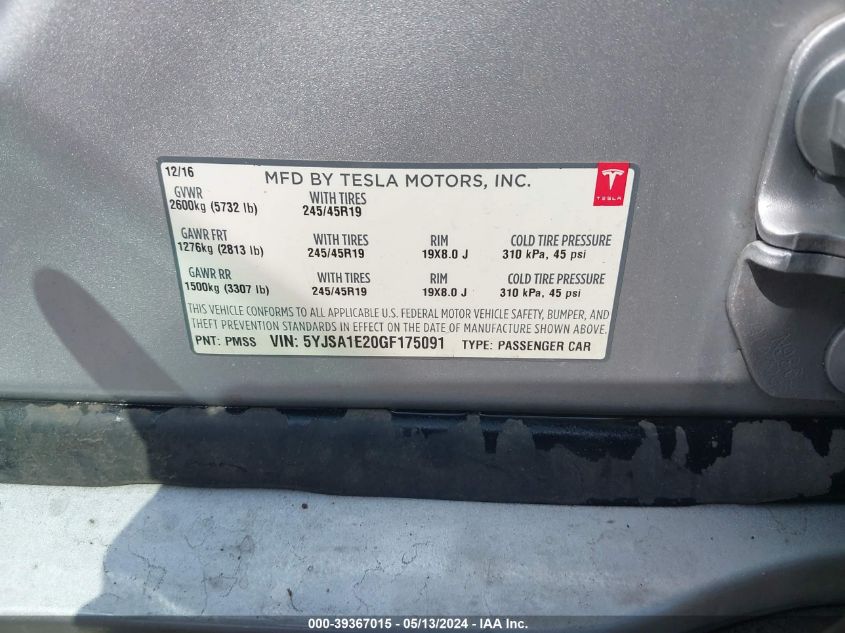 12/16 MFD BY TESLA MOTORS, INC.
TESLA
GVWR WITH TIRES
2600kg (5732 lb) 245/45R19
GAWR FRT WITH TIRES RIM COLD TIRE PRESSURE
1276kg (2813 lb) 245/45R19 19X8.0 J 310 kPa, 45 psi
GAWR RR WITH TIRES RIM COLD TIRE PRESSURE
1500kg (3307 lb) 245/45R19 19X8.0 J 310 kPa, 45 psi
THIS VEHICLE CONFORMS TO ALL APPLICABLE U.S. FEDERAL MOTOR VEHICLE SAFETY, BUMPER, AND
THEFT PREVENTION STANDARDS IN EFFECT ON THE DATE OF MANUFACTURE SHOWN ABOVE.
PNT: PMSS VIN: 5YJSA1E20GF175091 TYPE: PASSENGER CAR
000-39367015 - 05/13/2024 - IAA Inc.